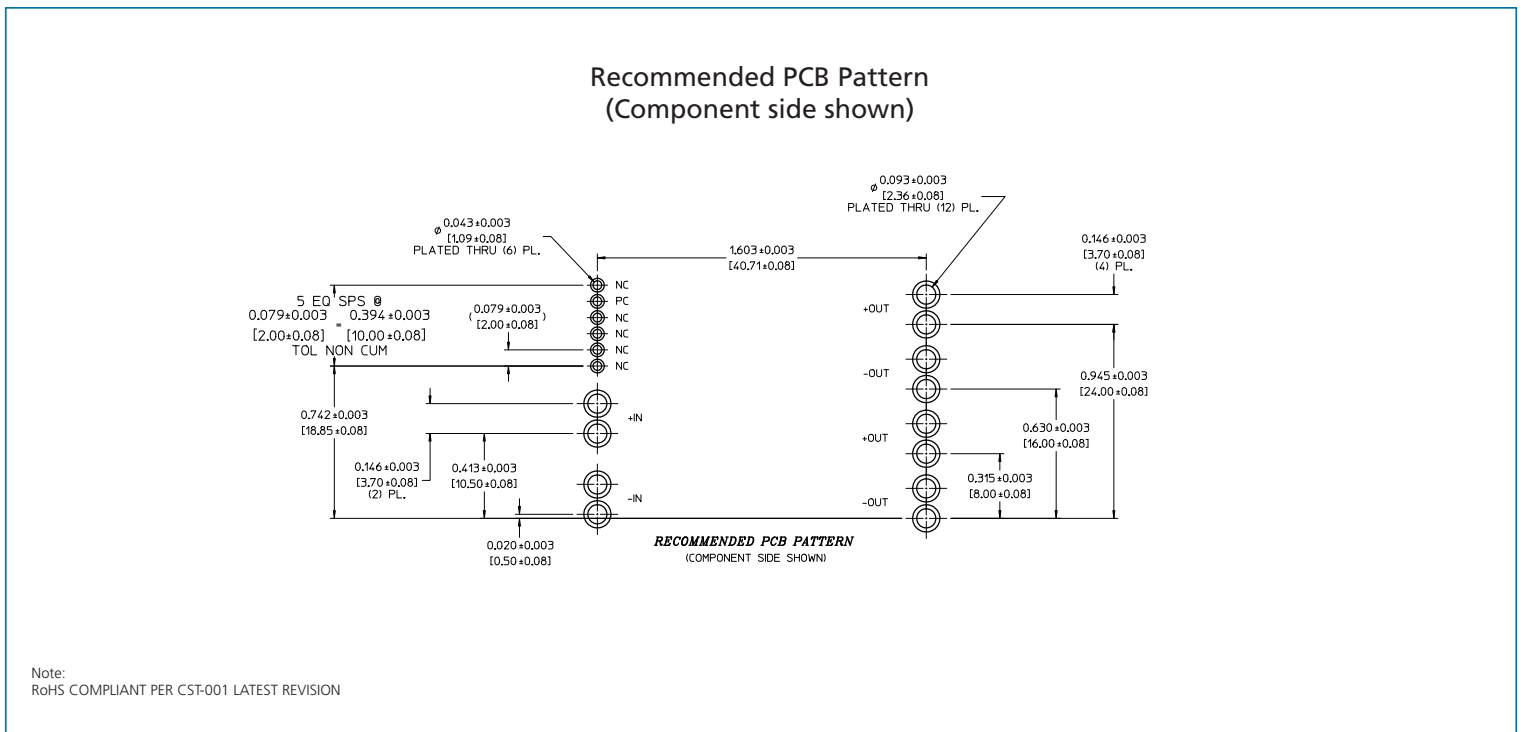 Recommended PCB Pattern
(Component side shown)
ø 0.093±0.003
[2.36±0.08]
PLATED THRU (12) PL.
ø 0.043±0.003
[1.09±0.08]
PLATED THRU (6) PL.
1.603±0.003
[40.71±0.08]
0.146±0.003
[3.70±0.08]
(4) PL.
5 EQ SPS @
0.079±0.003 = 0.394±0.003
[2.00±0.08] [10.00±0.08]
TOL NON CUM
( 0.079±0.003 )
[2.00±0.08]
NC
PC
NC
NC
NC
NC
+OUT
-OUT
+OUT
-OUT
+IN
-IN
0.945±0.003
[24.00±0.08]
0.742±0.003
[18.85±0.08]
0.630±0.003
[16.00±0.08]
0.146±0.003
[3.70±0.08]
(2) PL.
0.413±0.003
[10.50±0.08]
0.315±0.003
[8.00±0.08]
0.020±0.003
[0.50±0.08]
RECOMMENDED PCB PATTERN
(COMPONENT SIDE SHOWN)
Note:
RoHS COMPLIANT PER CST-001 LATEST REVISION